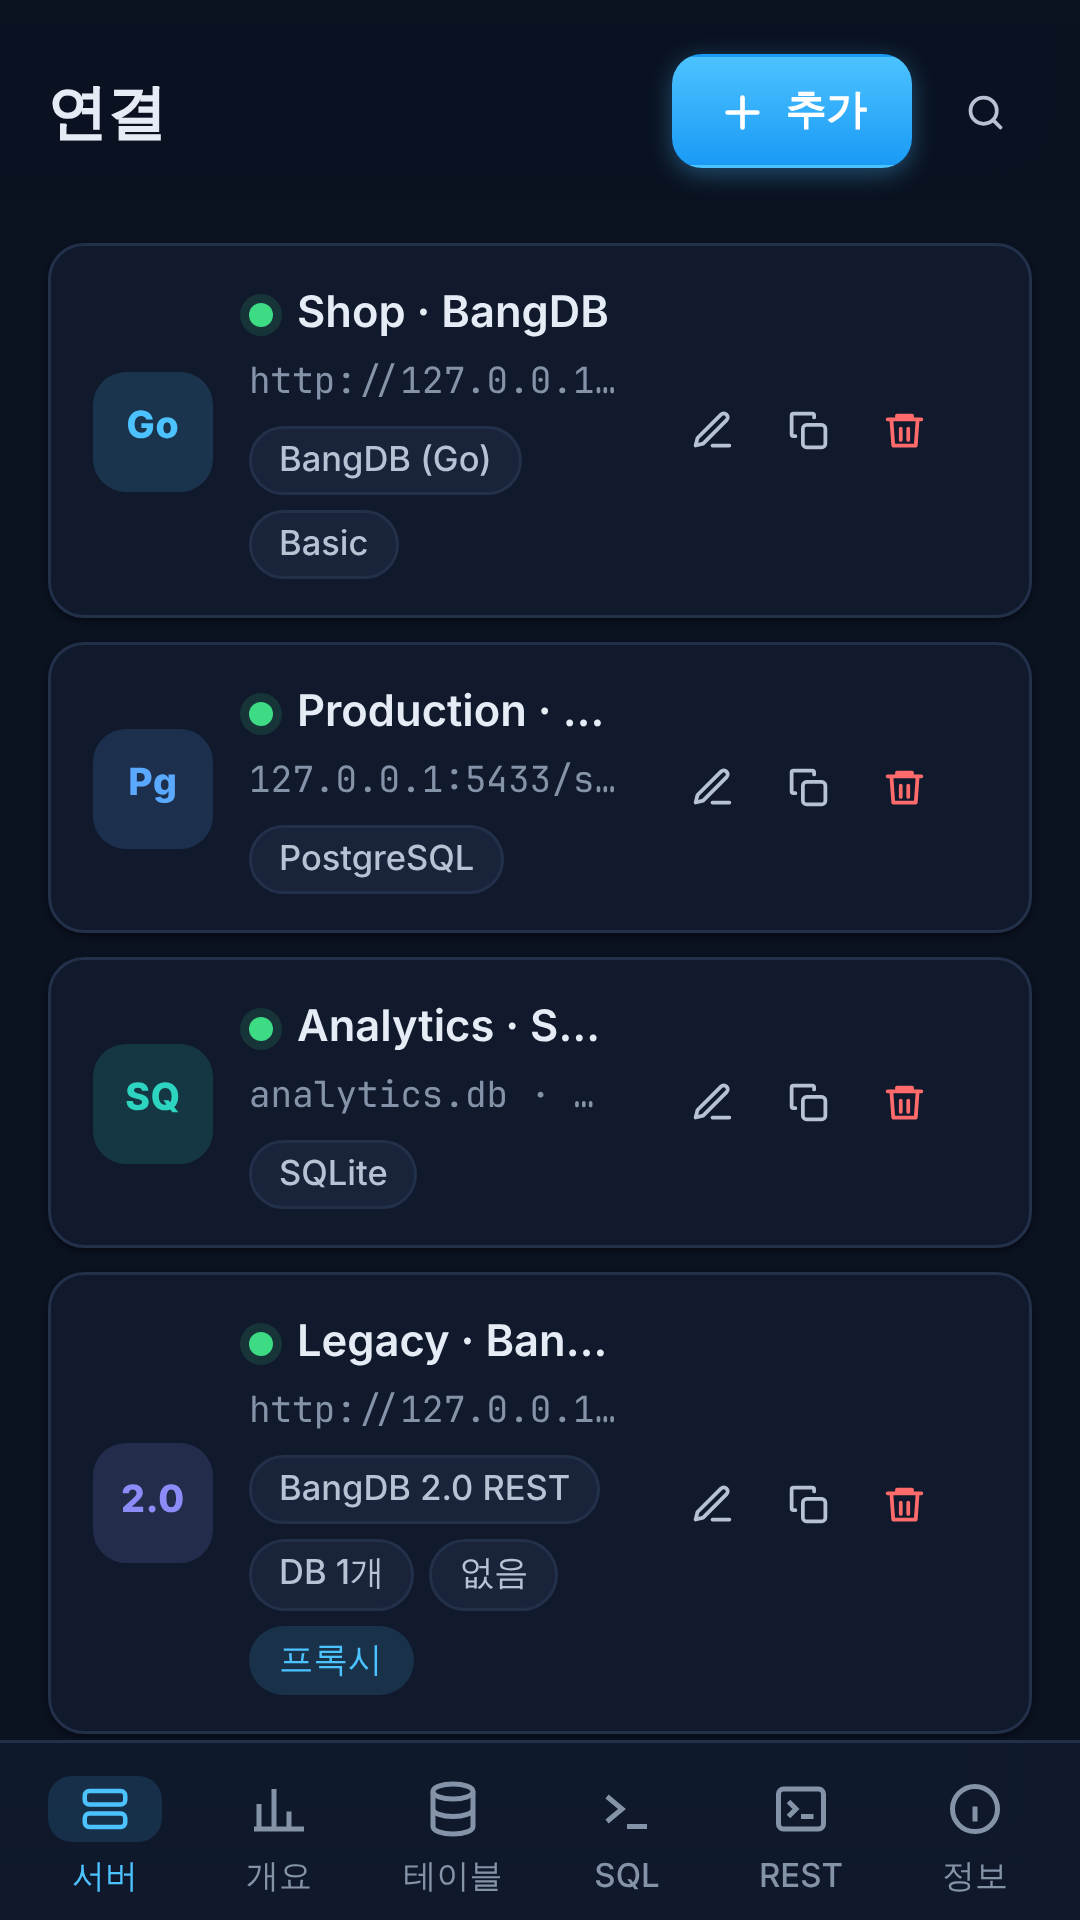 연결
추가
Go
Shop · BangDB
http://127.0.0.1…
BangDB (Go)
Basic
Pg
Production · ...
127.0.0.1:5433/s…
PostgreSQL
SQ
Analytics · S...
analytics.db · …
SQLite
2.0
Legacy · Ban...
http://127.0.0.1…
BangDB 2.0 REST
DB 1개 없음
프록시
서버 개요 테이블 SQL REST 정보